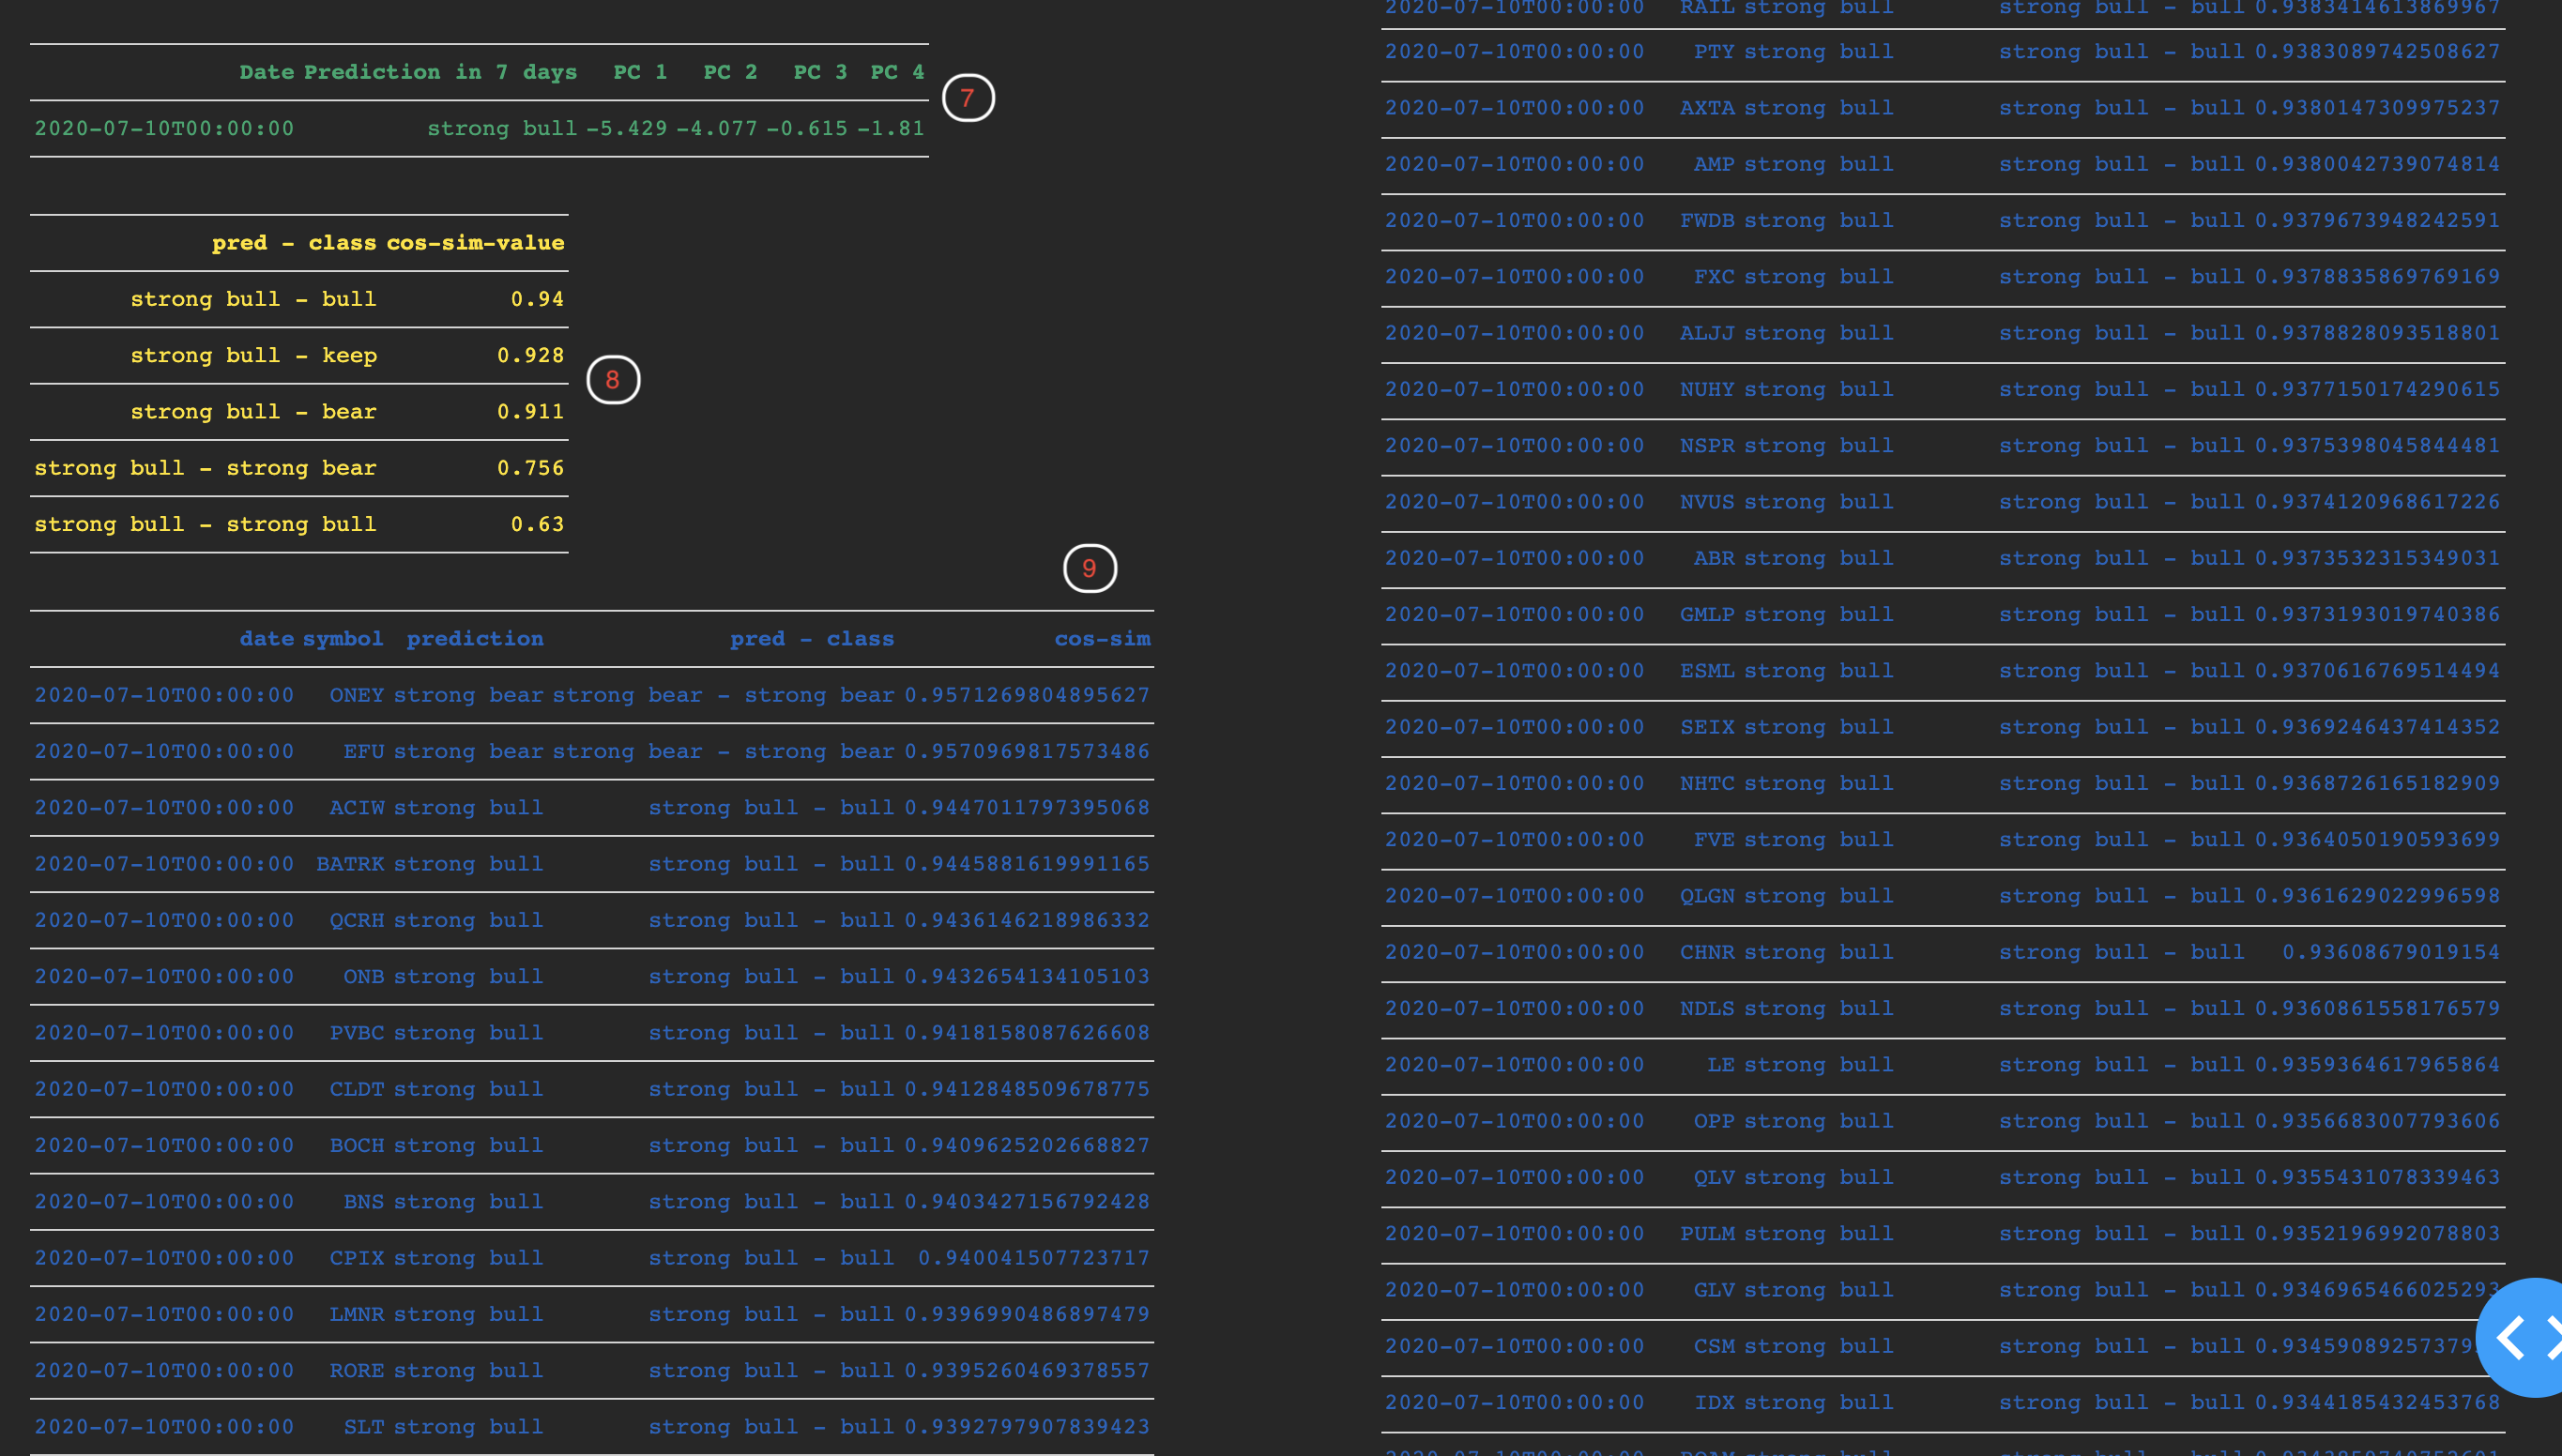 Date Prediction in 7 days PC 1 PC 2 PC 3 PC 4
2020-07-10T00:00:00 strong bull -5.429 -4.077 -0.615 -1.81
7
pred - class cos-sim-value
strong bull - bull 0.94
strong bull - keep 0.928
strong bull - bear 0.911
strong bull - strong bear 0.756
strong bull - strong bull 0.63
8
9
date symbol prediction pred - class cos-sim
2020-07-10T00:00:00 ONEY strong bear strong bear - strong bear 0.9571269804895627
2020-07-10T00:00:00 EFU strong bear strong bear - strong bear 0.9570969817573486
2020-07-10T00:00:00 ACIW strong bull strong bull - bull 0.9447011797395068
2020-07-10T00:00:00 BATRK strong bull strong bull - bull 0.9445881619991165
2020-07-10T00:00:00 QCRH strong bull strong bull - bull 0.9436146218986332
2020-07-10T00:00:00 ONB strong bull strong bull - bull 0.9432654134105103
2020-07-10T00:00:00 PVBC strong bull strong bull - bull 0.9418158087626608
2020-07-10T00:00:00 CLDT strong bull strong bull - bull 0.9412848509678775
2020-07-10T00:00:00 BOCH strong bull strong bull - bull 0.9409625202668827
2020-07-10T00:00:00 BNS strong bull strong bull - bull 0.9403427156792428
2020-07-10T00:00:00 CPIX strong bull strong bull - bull 0.940041507723717
2020-07-10T00:00:00 LMNR strong bull strong bull - bull 0.9396990486897479
2020-07-10T00:00:00 RORE strong bull strong bull - bull 0.9395260469378557
2020-07-10T00:00:00 SLT strong bull strong bull - bull 0.9392797907839423
2020-07-10T00:00:00 RAIL strong bull strong bull - bull 0.9383414613869967
2020-07-10T00:00:00 PTY strong bull strong bull - bull 0.9383089742508627
2020-07-10T00:00:00 AXTA strong bull strong bull - bull 0.9380147309975237
2020-07-10T00:00:00 AMP strong bull strong bull - bull 0.9380042739074814
2020-07-10T00:00:00 FWDB strong bull strong bull - bull 0.9379673948242591
2020-07-10T00:00:00 FXC strong bull strong bull - bull 0.9378835869769169
2020-07-10T00:00:00 ALJJ strong bull strong bull - bull 0.9378828093518801
2020-07-10T00:00:00 NUHY strong bull strong bull - bull 0.9377150174290615
2020-07-10T00:00:00 NSPR strong bull strong bull - bull 0.9375398045844481
2020-07-10T00:00:00 NVUS strong bull strong bull - bull 0.9374120968617226
2020-07-10T00:00:00 ABR strong bull strong bull - bull 0.9373532315349031
2020-07-10T00:00:00 GMLP strong bull strong bull - bull 0.9373193019740386
2020-07-10T00:00:00 ESML strong bull strong bull - bull 0.9370616769514494
2020-07-10T00:00:00 SEIX strong bull strong bull - bull 0.9369246437414352
2020-07-10T00:00:00 NHTC strong bull strong bull - bull 0.9368726165182909
2020-07-10T00:00:00 FVE strong bull strong bull - bull 0.9364050190593699
2020-07-10T00:00:00 QLGN strong bull strong bull - bull 0.9361629022996598
2020-07-10T00:00:00 CHNR strong bull strong bull - bull 0.93608679019154
2020-07-10T00:00:00 NDLS strong bull strong bull - bull 0.9360861558176579
2020-07-10T00:00:00 LE strong bull strong bull - bull 0.9359364617965864
2020-07-10T00:00:00 OPP strong bull strong bull - bull 0.9356683007793606
2020-07-10T00:00:00 QLV strong bull strong bull - bull 0.9355431078339463
2020-07-10T00:00:00 PULM strong bull strong bull - bull 0.9352196992078803
2020-07-10T00:00:00 GLV strong bull strong bull - bull 0.9346965466025293
2020-07-10T00:00:00 CSM strong bull strong bull - bull
2020-07-10T00:00:00 IDX strong bull strong bull - bull 0.9344185432453768